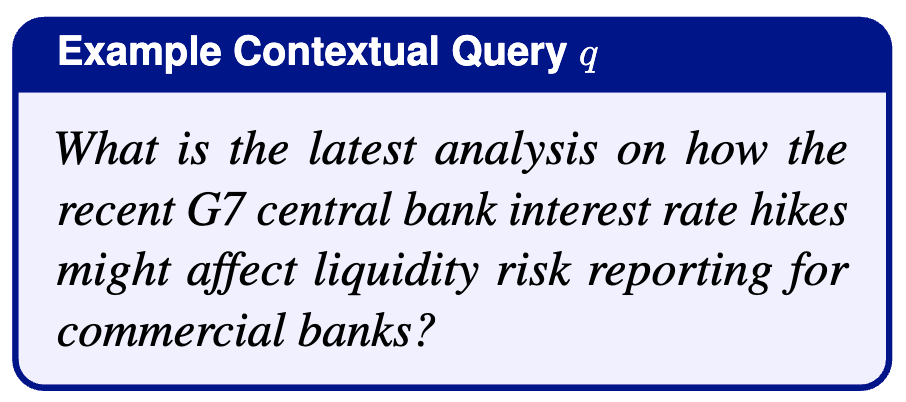 Example Contextual Query q
What is the latest analysis on how the
recent G7 central bank interest rate hikes
might affect liquidity risk reporting for
commercial banks?